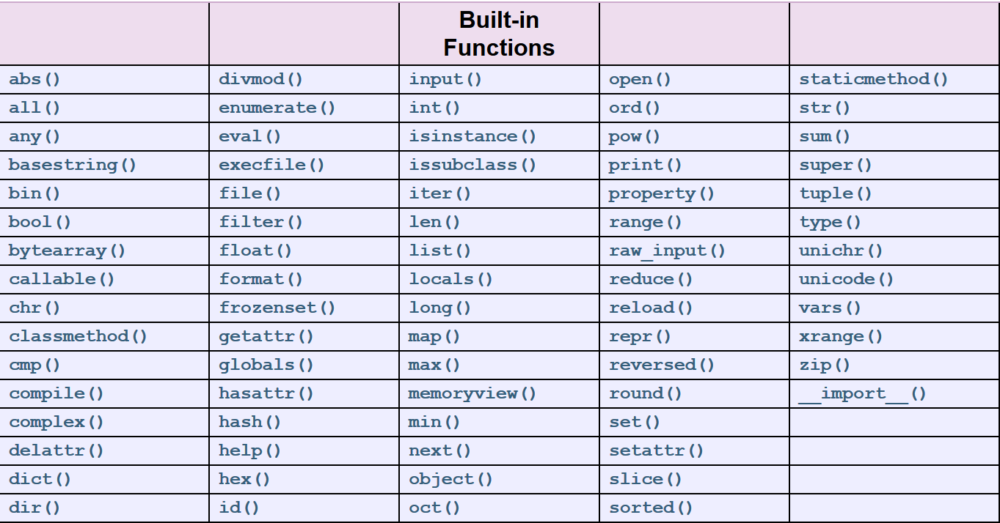 Built-in
Functions
abs() divmod() input() open() staticmethod()
all() enumerate() int() ord() str()
any() eval() isinstance() pow() sum()
basestring() execfile() issubclass() print() super()
bin() file() iter() property() tuple()
bool() filter() len() range() type()
bytearray() float() list() raw_input() unichr()
callable() format() locals() reduce() unicode()
chr() frozenset() long() reload() vars()
classmethod() getattr() map() repr() xrange()
cmp() globals() max() reversed() zip()
compile() hasattr() memoryview() round() __import__()
complex() hash() min() set()
delattr() help() next() setattr()
dict() hex() object() slice()
dir() id() oct() sorted()